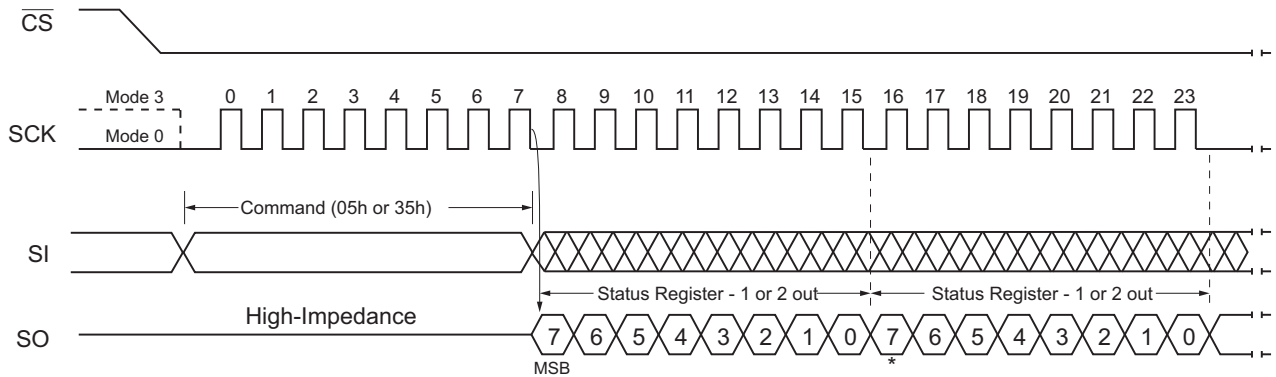 CS
Mode 3
Mode 0
SCK
0 1 2 3 4 5 6 7 8 9 10 11 12 13 14 15 16 17 18 19 20 21 22 23
Command (05h or 35h)
SI
Status Register - 1 or 2 out Status Register - 1 or 2 out
High-Impedance
SO
7 6 5 4 3 2 1 0 7 6 5 4 3 2 1 0
MSB *